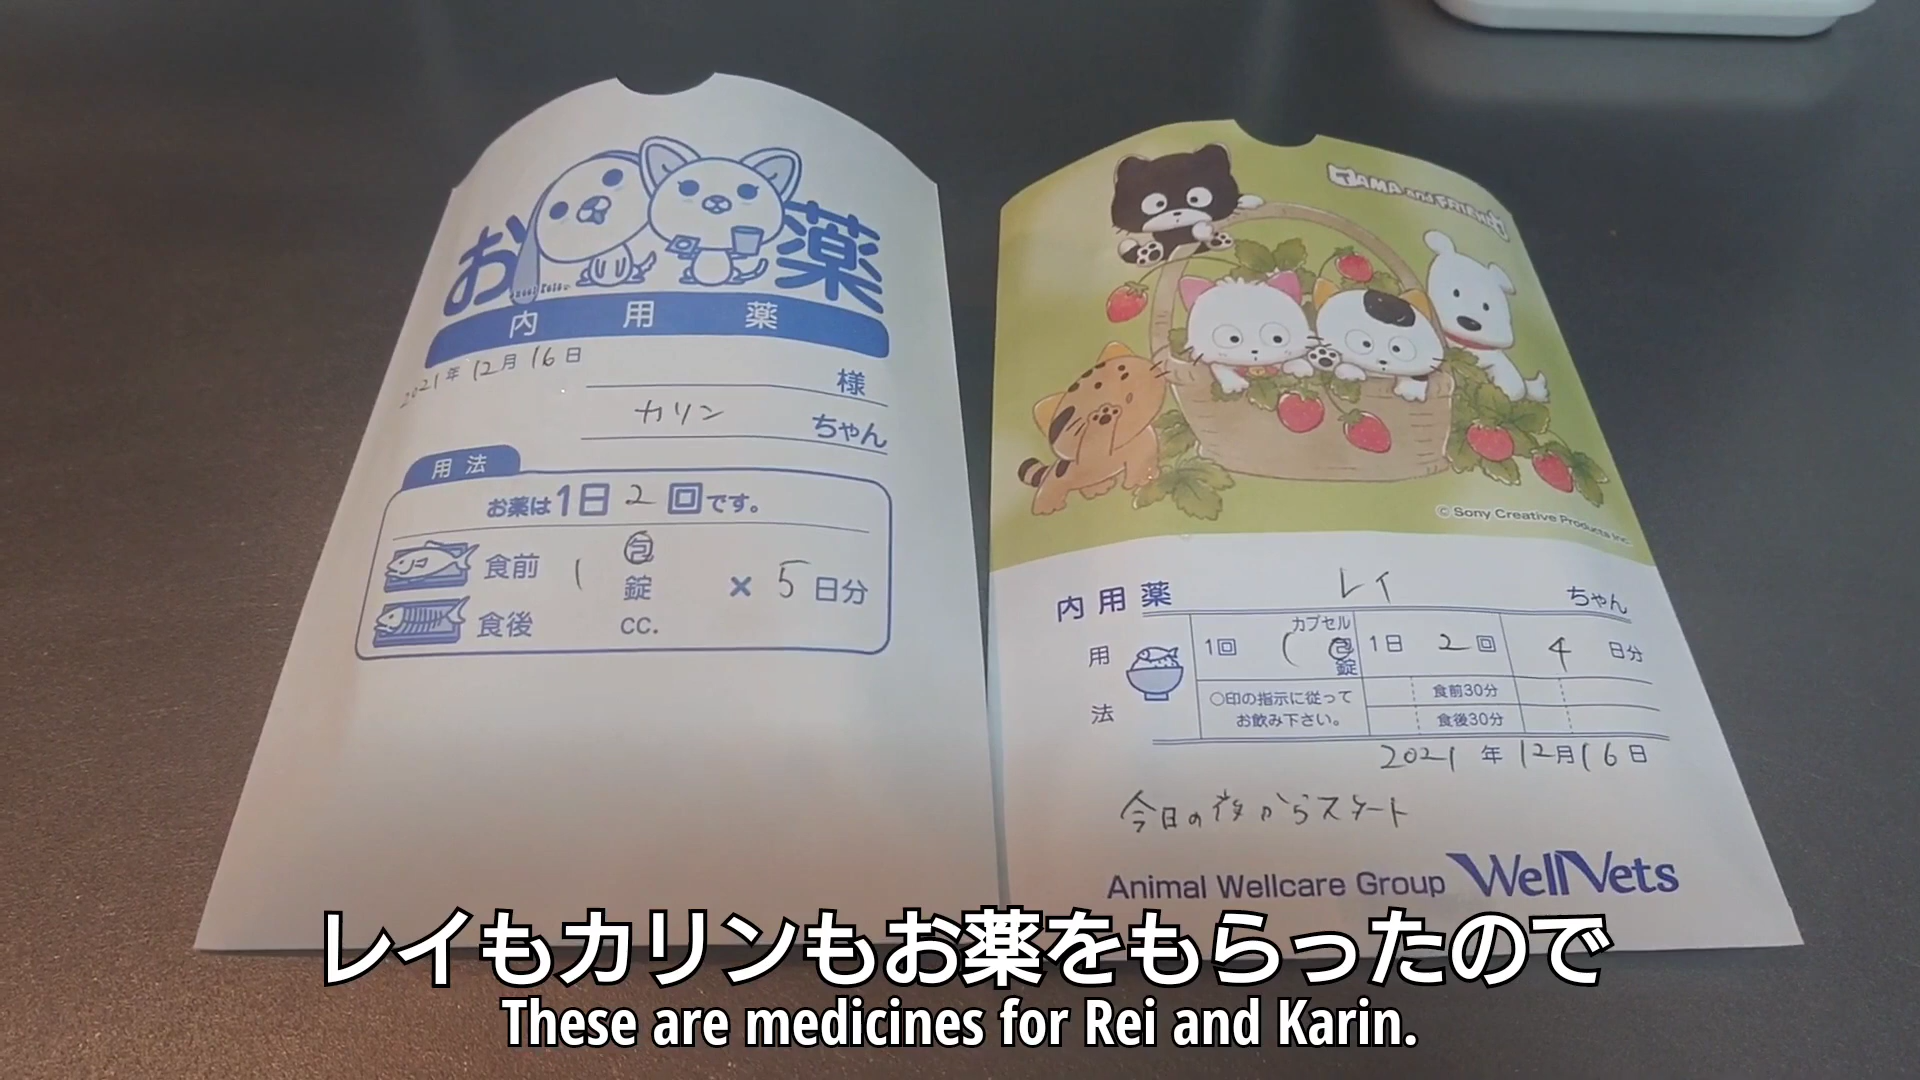 お薬
内用薬
2021年12月16日
様
カリン ちゃん
用法
お薬は1日2回です。
食前 1 包 × 5日分
錠
食後 cc.
TAMA and FRIENDS
© Sony Creative Products Inc.
内用薬 レイ ちゃん
用法
1回 1 カプセル 包 錠 1日 2回 4日分
○印の指示に従って
お飲み下さい。
食前30分
食後30分
2021年12月16日
今日の夜からスタート
Animal Wellcare Group WellVets
レイもカリンもお薬をもらったので
These are medicines for Rei and Karin.